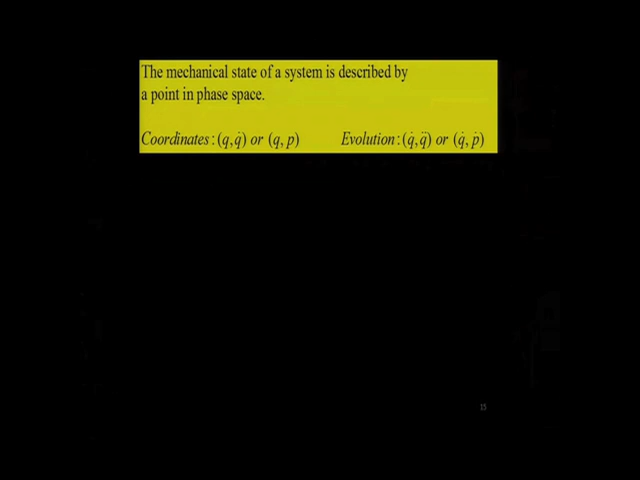 The mechanical state of a system is described by
a point in phase space.
Coordinates : (q, q̇) or (q, p) Evolution : (q̇, q̈) or (q̇, ṗ)
15